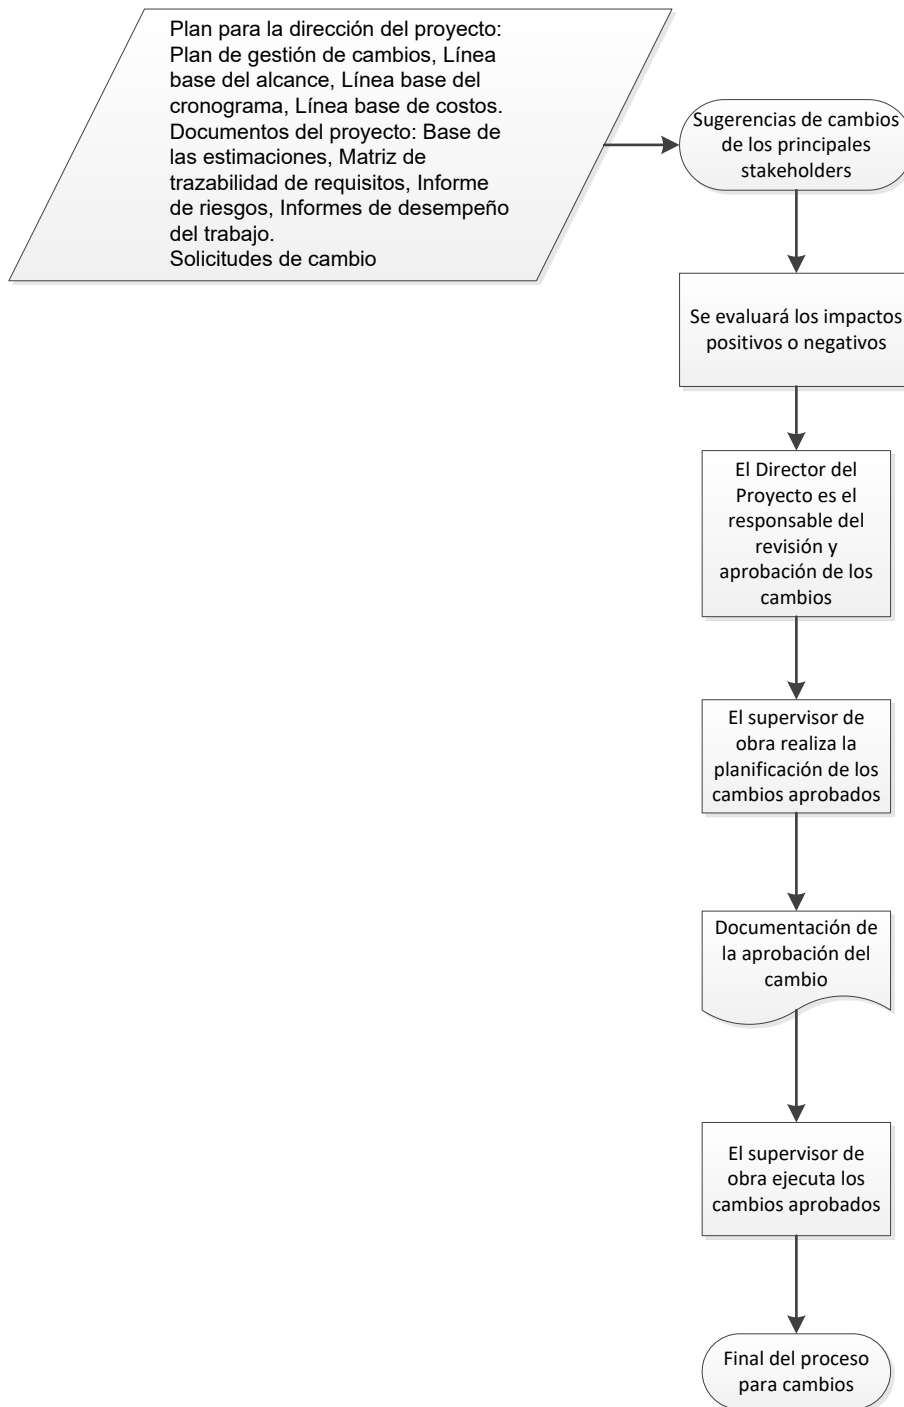 Plan para la dirección del proyecto:
Plan de gestión de cambios, Línea
base del alcance, Línea base del
cronograma, Línea base de costos.
Documentos del proyecto: Base de
las estimaciones, Matriz de
trazabilidad de requisitos, Informe
de riesgos, Informes de desempeño
del trabajo.
Solicitudes de cambio
Sugerencias de cambios
de los principales
stakeholders
Se evaluará los impactos
positivos o negativos
El Director del
Proyecto es el
responsable del
revisión y
aprobación de los
cambios
El supervisor de
obra realiza la
planificación de los
cambios aprobados
Documentación de
la aprobación del
cambio
El supervisor de
obra ejecuta los
cambios aprobados
Final del proceso
para cambios